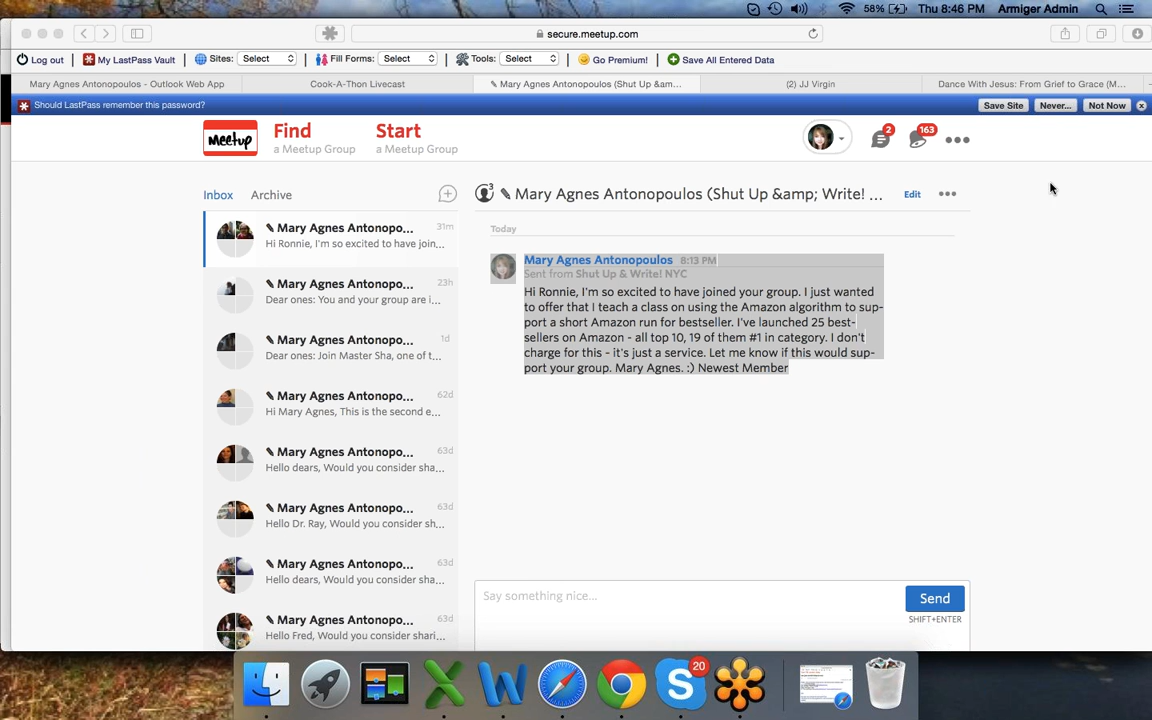 58% Thu 8:46 PM Armiger Admin
secure.meetup.com
Log out My LastPass Vault Sites: Select Fill Forms: Select Tools: Select Go Premium! Save All Entered Data
Mary Agnes Antonopoulos - Outlook Web App Cook-A-Thon Livecast ✎ Mary Agnes Antonopoulos (Shut Up &am... (2) JJ Virgin Dance With Jesus: From Grief to Grace (M...
Should LastPass remember this password? Save Site Never... Not Now
Meetup Find Start 2 163
a Meetup Group a Meetup Group
Inbox Archive
3 ✎ Mary Agnes Antonopoulos (Shut Up &amp; Write! ... Edit
✎ Mary Agnes Antonopo... 31m
Hi Ronnie, I'm so excited to have join...
✎ Mary Agnes Antonopo... 23h
Dear ones: You and your group are i...
✎ Mary Agnes Antonopo... 1d
Dear ones: Join Master Sha, one of t...
✎ Mary Agnes Antonopo... 62d
Hi Mary Agnes, This is the second e...
✎ Mary Agnes Antonopo... 63d
Hello dears, Would you consider sha...
✎ Mary Agnes Antonopo... 63d
Hello Dr. Ray, Would you consider sh...
✎ Mary Agnes Antonopo... 63d
Hello dears, Would you consider sha...
✎ Mary Agnes Antonopo... 63d
Hello Fred, Would you consider shari...
Today
Mary Agnes Antonopoulos 8:13 PM
Sent from Shut Up & Write! NYC
Hi Ronnie, I'm so excited to have joined your group. I just wanted
to offer that I teach a class on using the Amazon algorithm to sup-
port a short Amazon run for bestseller. I've launched 25 best-
sellers on Amazon - all top 10, 19 of them #1 in category. I don't
charge for this - it's just a service. Let me know if this would sup-
port your group. Mary Agnes. :) Newest Member
Say something nice... Send
SHIFT+ENTER
20